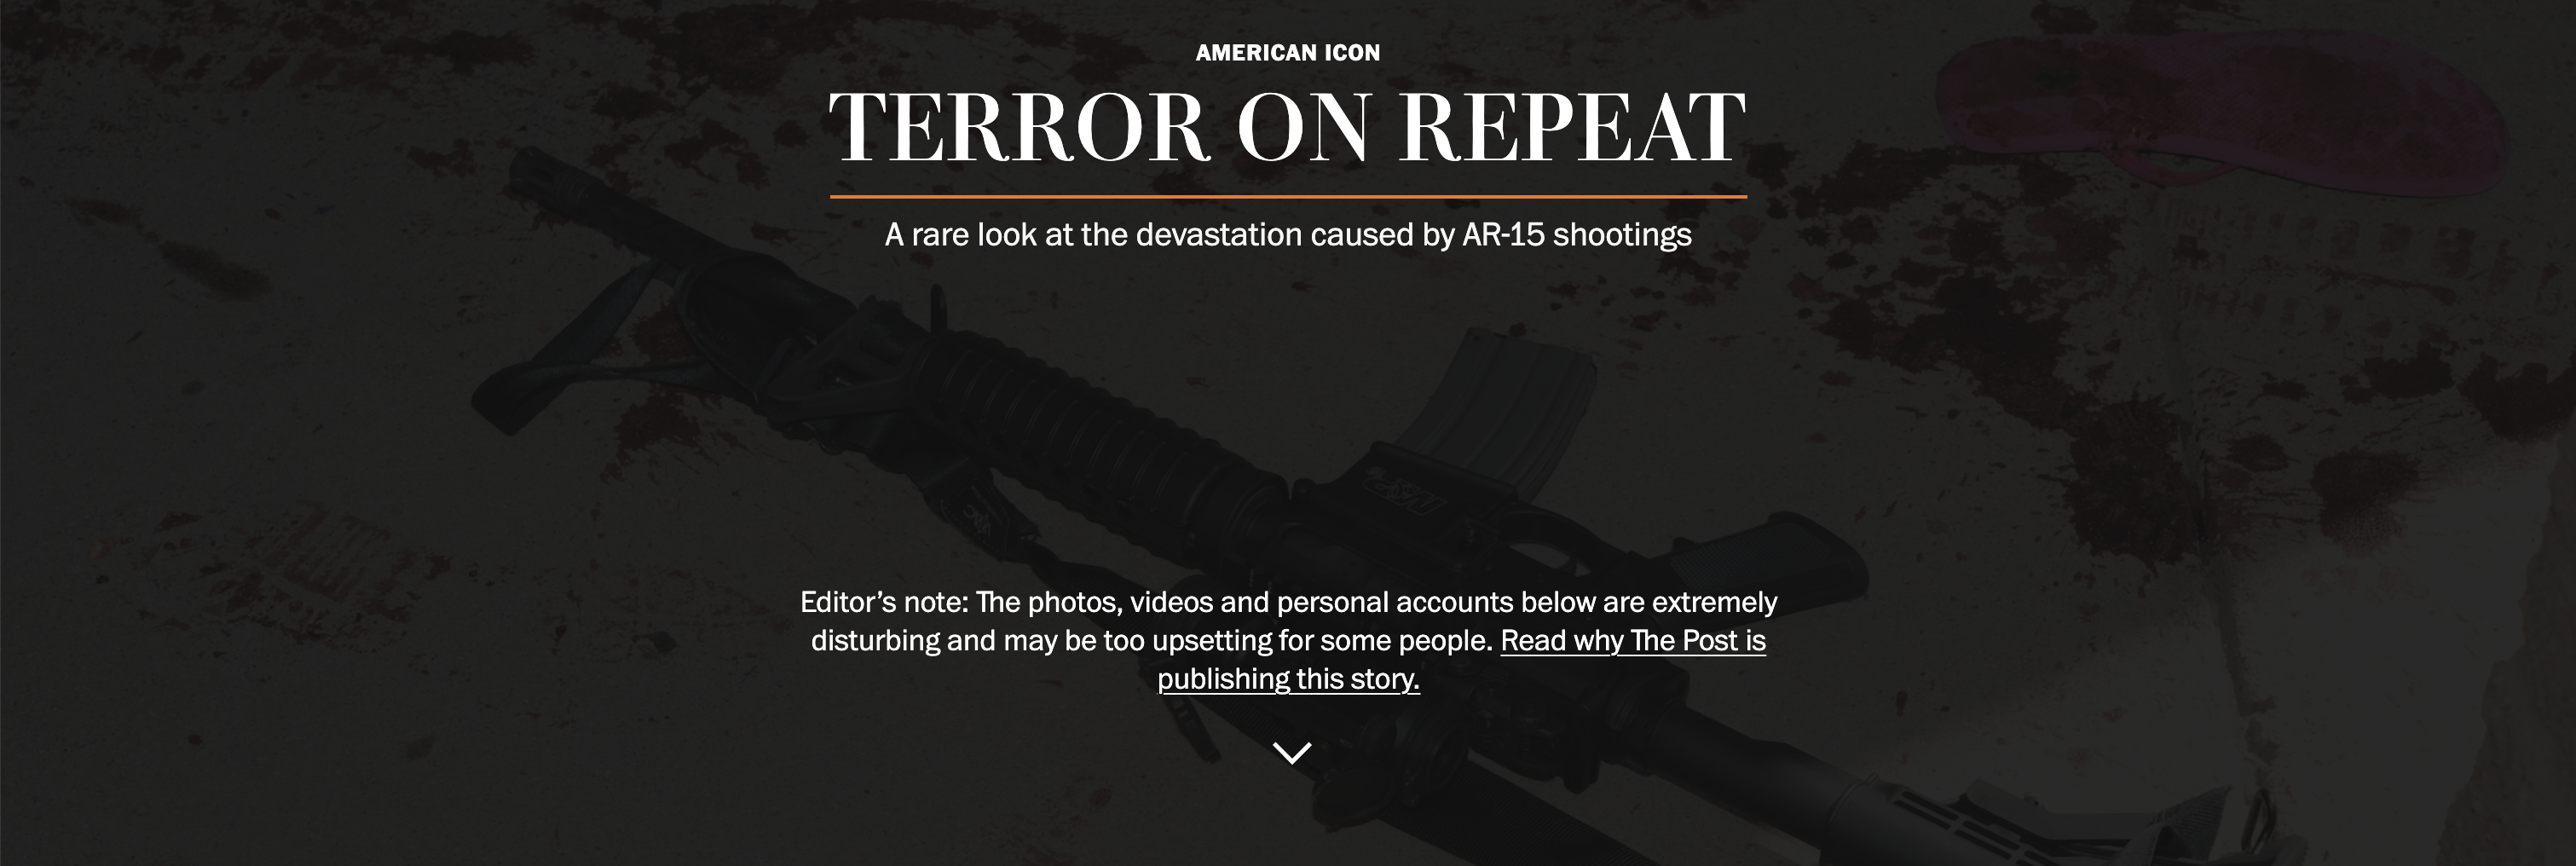 AMERICAN ICON
TERROR ON REPEAT
A rare look at the devastation caused by AR-15 shootings
Editor’s note: The photos, videos and personal accounts below are extremely
disturbing and may be too upsetting for some people. Read why The Post is
publishing this story.